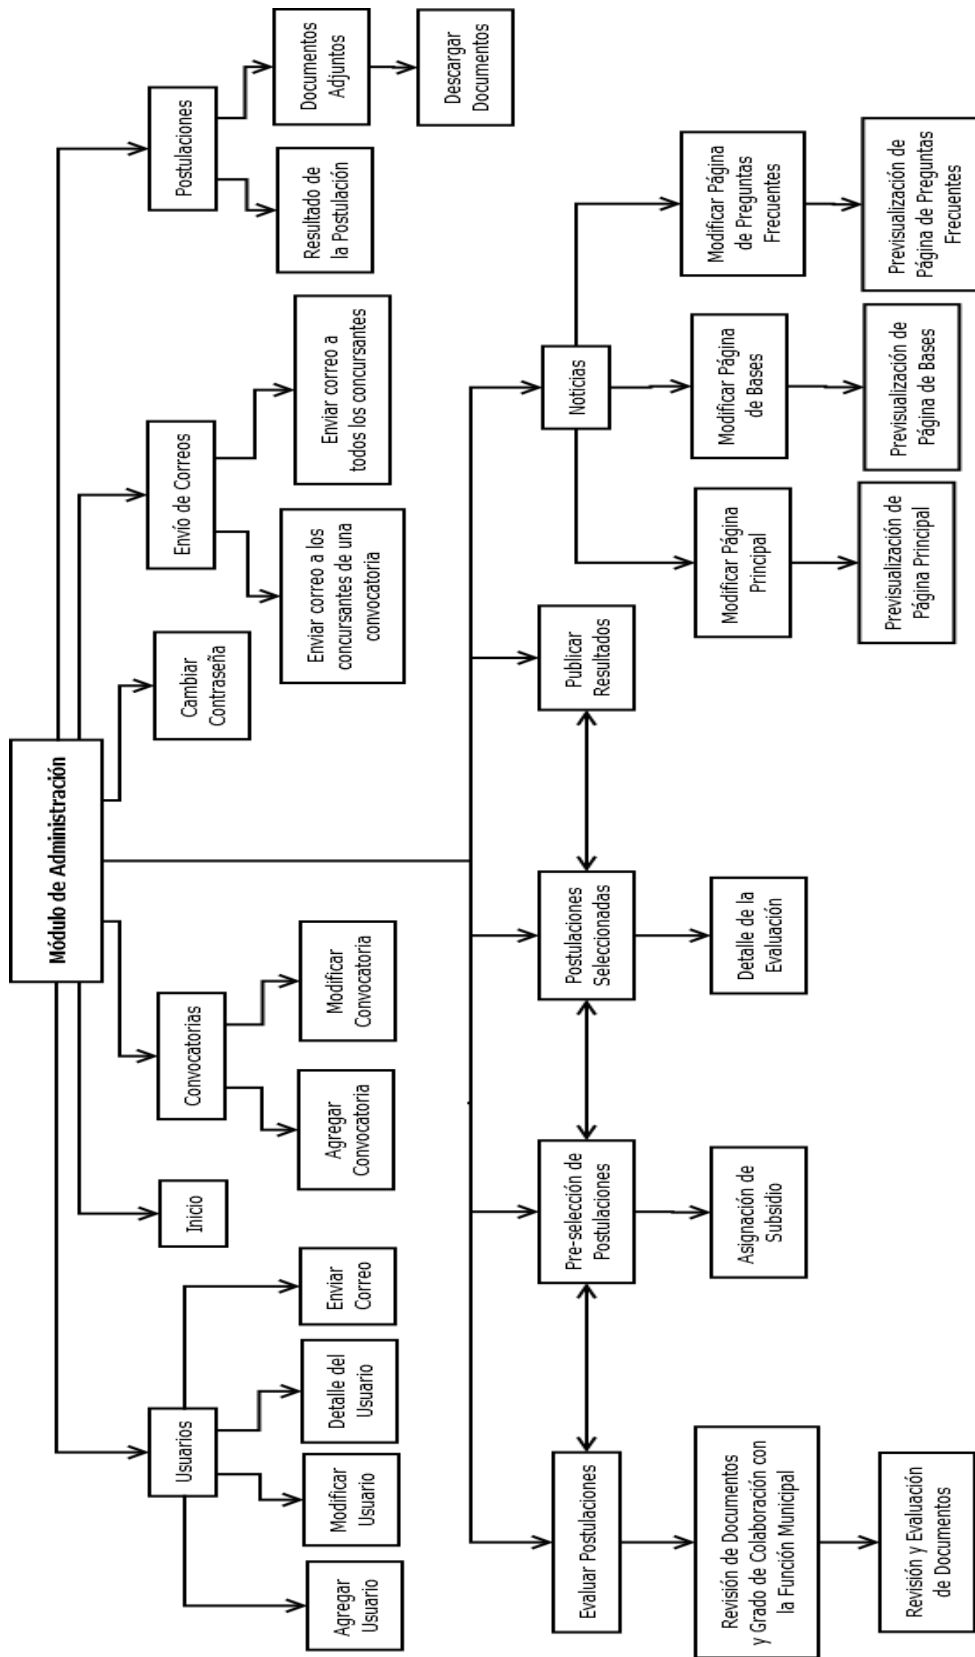 Módulo de Administración
Usuarios
Inicio
Convocatorias
Cambiar
Contraseña
Envío de Correos
Postulaciones
Agregar
Usuario
Modificar
Usuario
Detalle del
Usuario
Enviar
Correo
Agregar
Convocatoria
Modificar
Convocatoria
Enviar correo a los
concursantes de una
convocatoria
Enviar correo a
todos los concursantes
Resultado de
la Postulación
Documentos
Adjuntos
Descargar
Documentos
Evaluar Postulaciones
Pre-selección de
Postulaciones
Postulaciones
Seleccionadas
Publicar
Resultados
Noticias
Revisión de Documentos
y Grado de Colaboración con
la Función Municipal
Asignación de
Subsidio
Detalle de la
Evaluación
Modificar Página
Principal
Modificar Página
de Bases
Modificar Página
de Preguntas
Frecuentes
Revisión y Evaluación
de Documentos
Previsualización de
Página Principal
Previsualización de
Página de Bases
Previsualización de
Página de Preguntas
Frecuentes